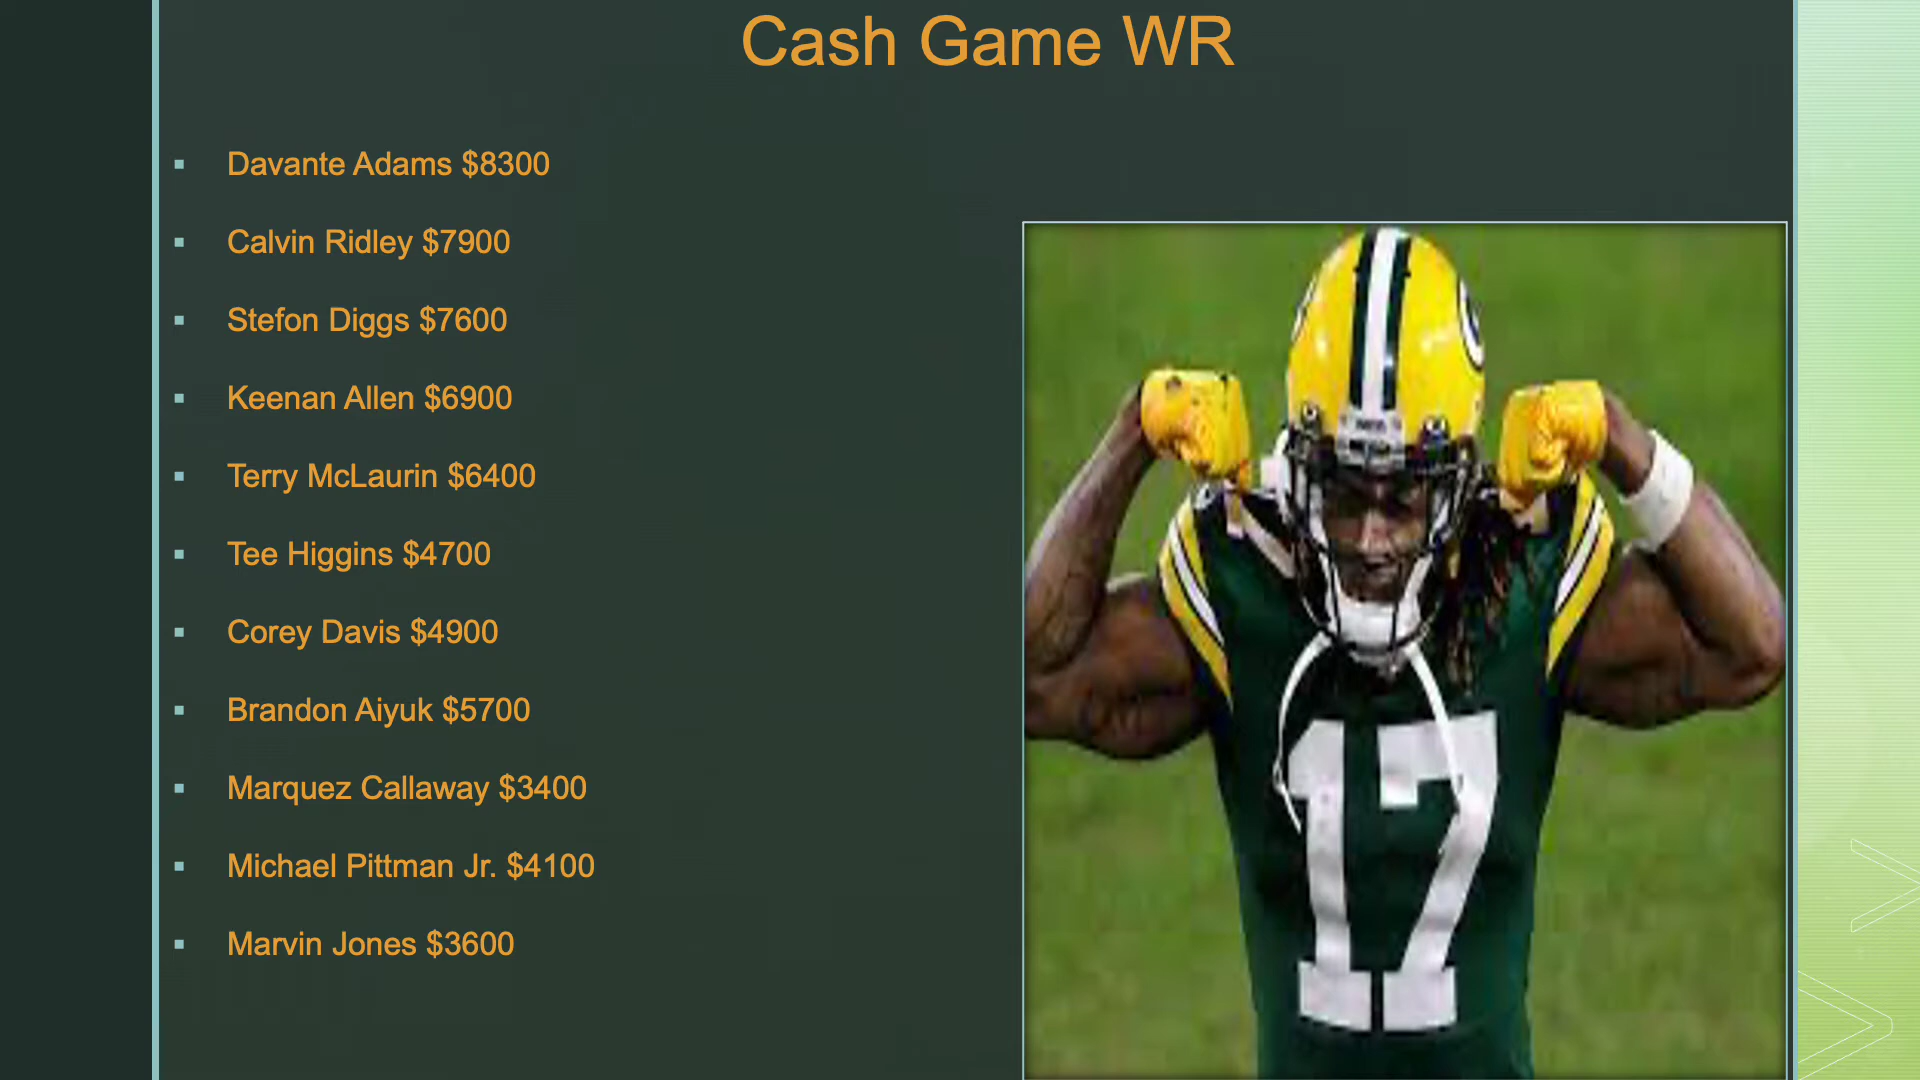 Cash Game WR
Davante Adams $8300
Calvin Ridley $7900
Stefon Diggs $7600
Keenan Allen $6900
Terry McLaurin $6400
Tee Higgins $4700
Corey Davis $4900
Brandon Aiyuk $5700
Marquez Callaway $3400
Michael Pittman Jr. $4100
Marvin Jones $3600
17